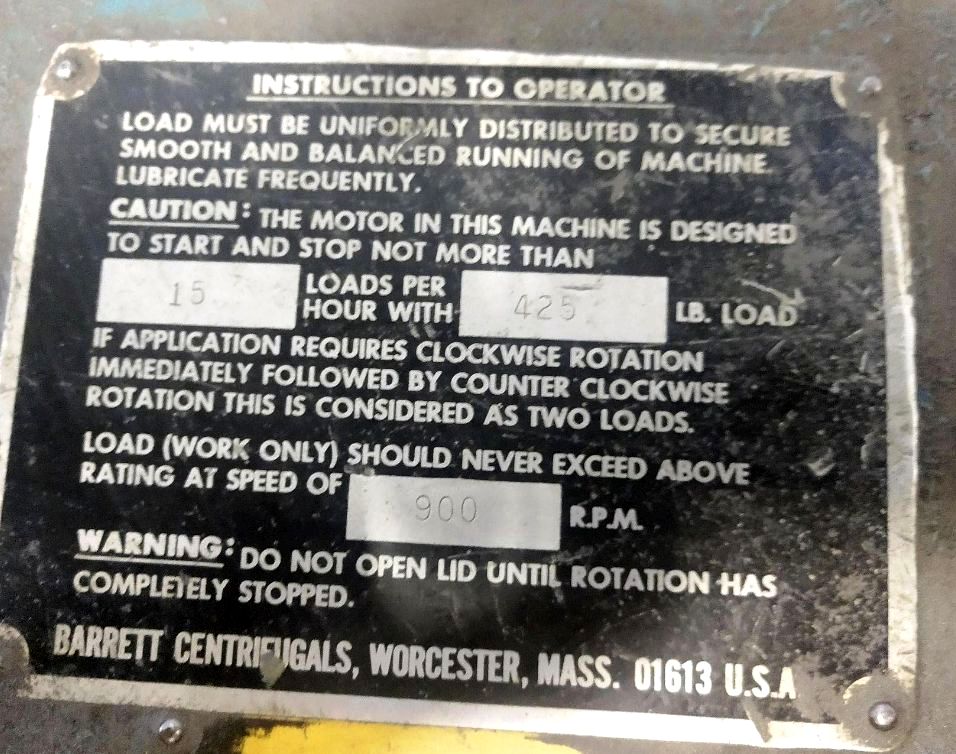 INSTRUCTIONS TO OPERATOR
LOAD MUST BE UNIFORMLY DISTRIBUTED TO SECURE
SMOOTH AND BALANCED RUNNING OF MACHINE.
LUBRICATE FREQUENTLY.
CAUTION: THE MOTOR IN THIS MACHINE IS DESIGNED
TO START AND STOP NOT MORE THAN
15 LOADS PER HOUR WITH 425 LB. LOAD
IF APPLICATION REQUIRES CLOCKWISE ROTATION
IMMEDIATELY FOLLOWED BY COUNTER CLOCKWISE
ROTATION THIS IS CONSIDERED AS TWO LOADS.
LOAD (WORK ONLY) SHOULD NEVER EXCEED ABOVE
RATING AT SPEED OF 900 R.P.M.
WARNING: DO NOT OPEN LID UNTIL ROTATION HAS
COMPLETELY STOPPED.
BARRETT CENTRIFUGALS, WORCESTER, MASS. 01613 U.S.A